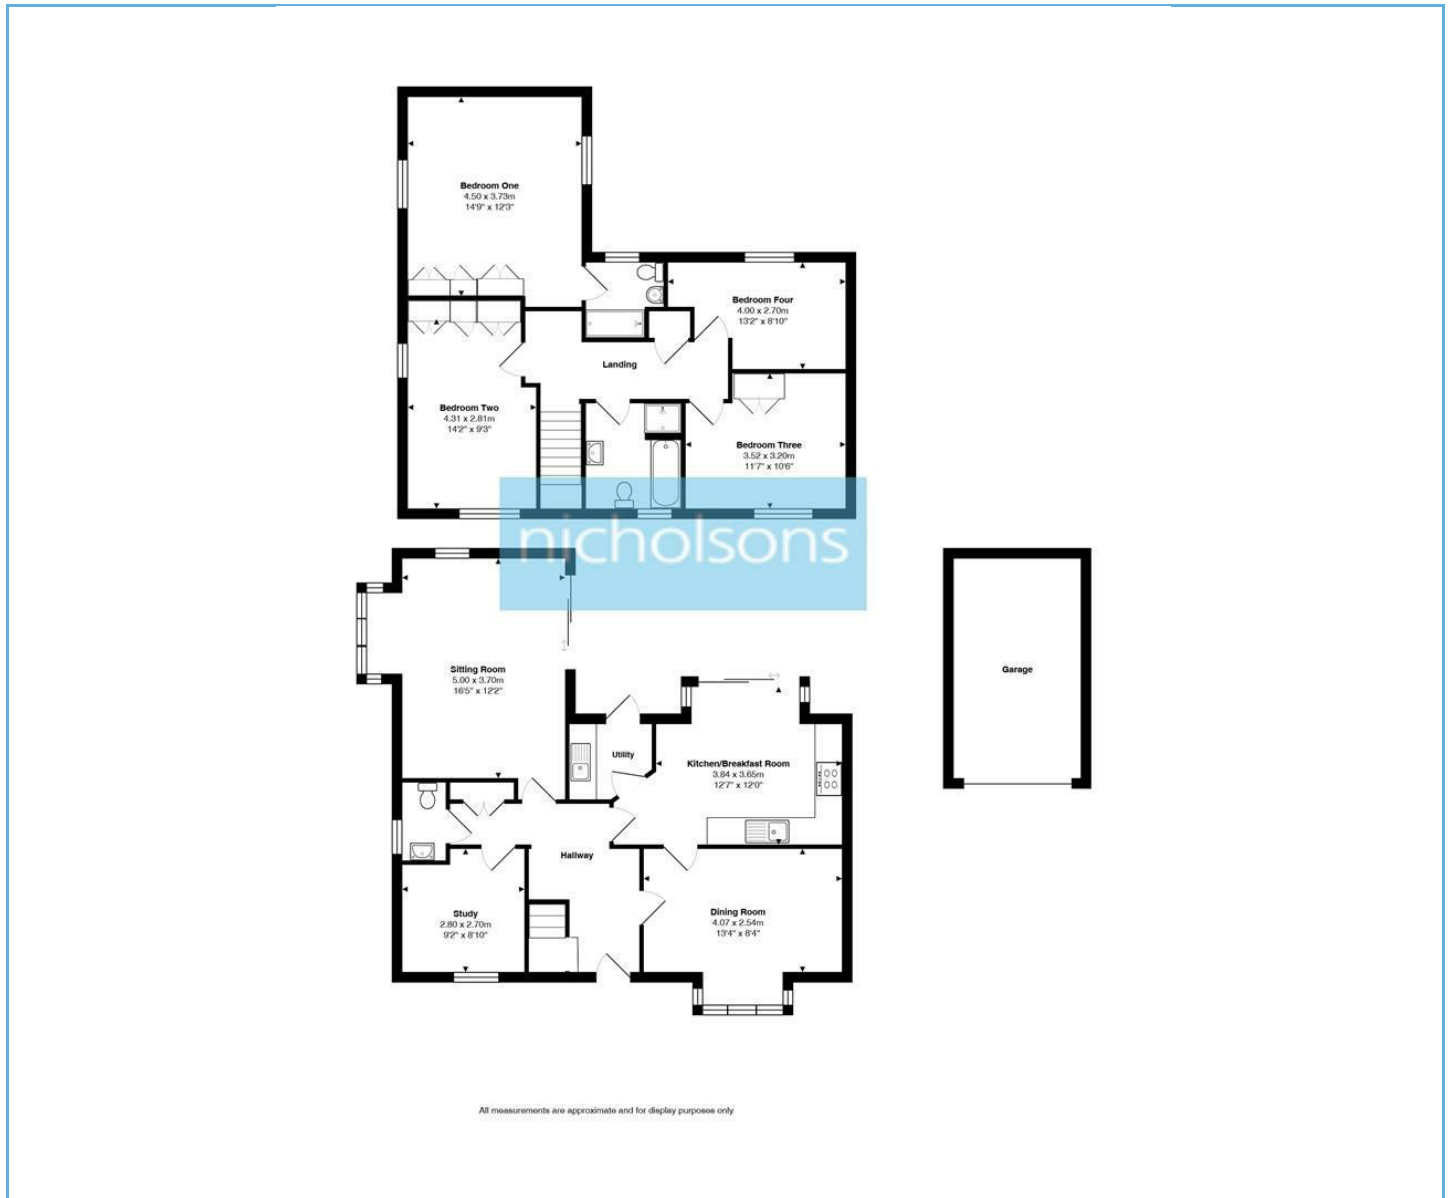 Bedroom One
4.50 x 3.73m
14'9" x 12'3"
Bedroom Four
4.00 x 2.70m
13'2" x 8'10"
Landing
Bedroom Two
4.31 x 2.81m
14'2" x 9'3"
Bedroom Three
3.52 x 3.20m
11'7" x 10'6"
nicholsons
Sitting Room
5.00 x 3.70m
16'5" x 12'2"
Garage
Utility
Kitchen/Breakfast Room
3.84 x 3.65m
12'7" x 12'0"
Hallway
Study
2.80 x 2.70m
9'2" x 8'10"
Dining Room
4.07 x 2.54m
13'4" x 8'4"
All measurements are approximate and for display purposes only